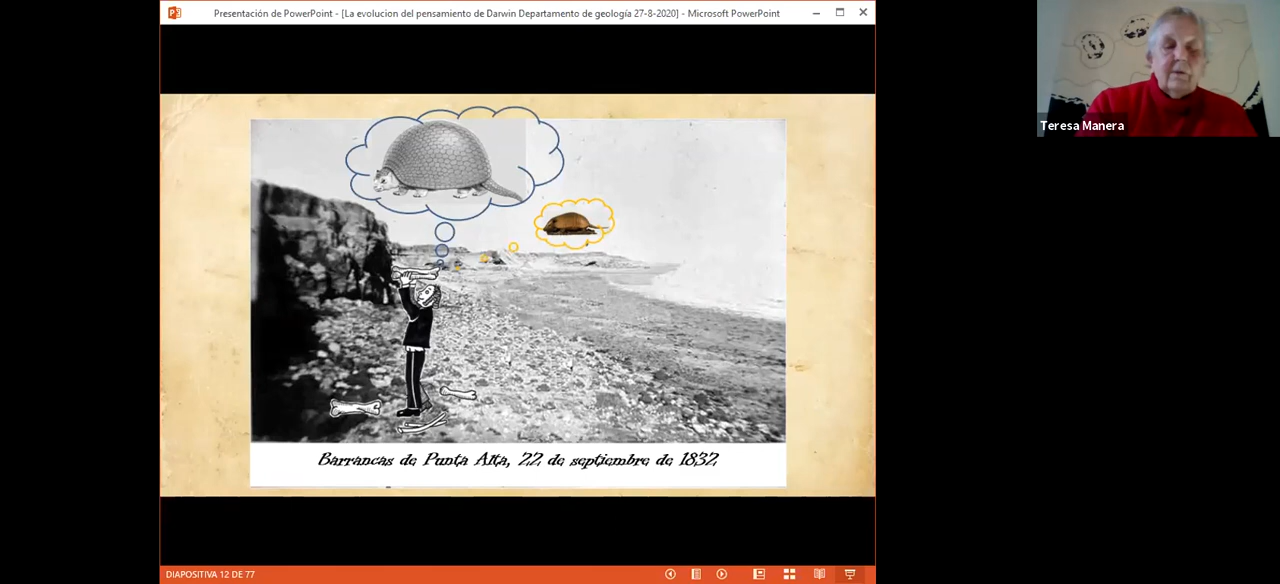 Presentación de PowerPoint - [La evolucion del pensamiento de Darwin Departamento de geología 27-8-2020] - Microsoft PowerPoint
Teresa Manera
Barrancas de Punta Alta, 22 de septiembre de 1832
DIAPOSITIVA 12 DE 77